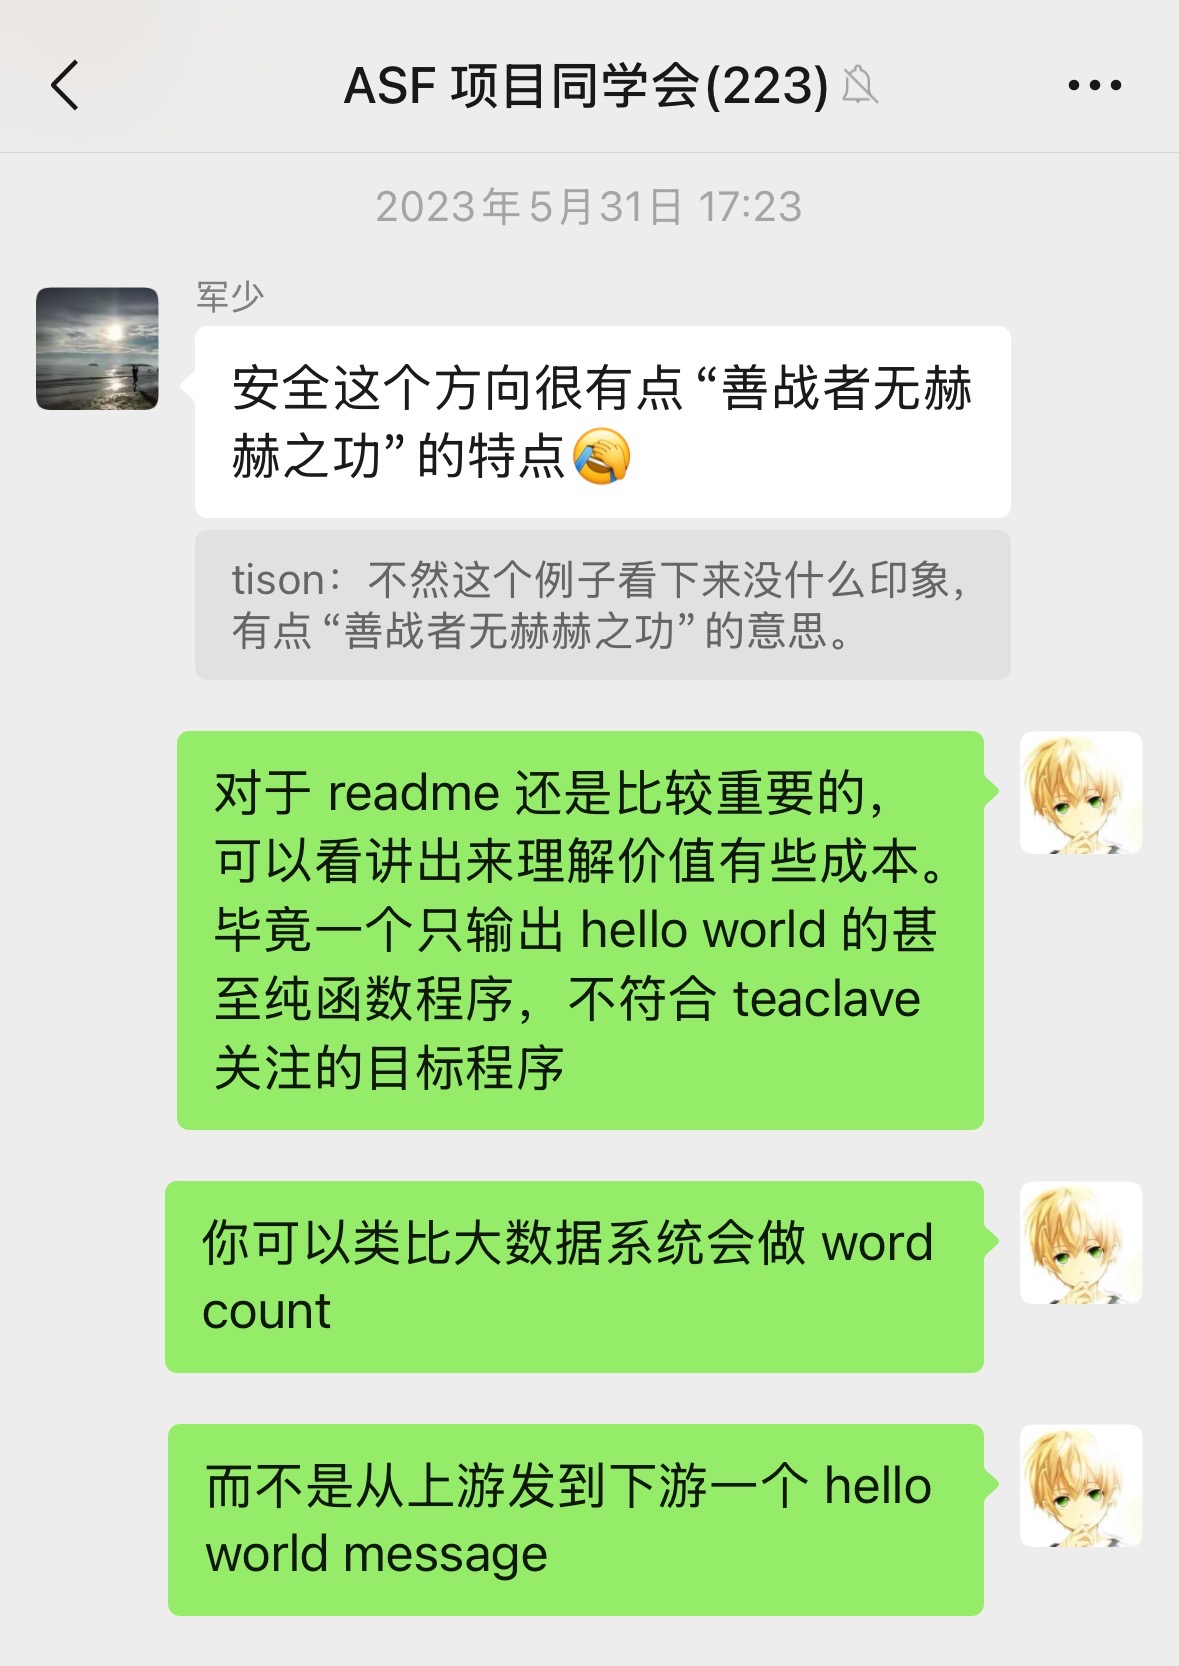 ASF 项目同学会(223)
2023年5月31日 17:23
军少
安全这个方向很有点“善战者无赫
赫之功”的特点
tison：不然这个例子看下来没什么印象，
有点“善战者无赫赫之功”的意思。
对于 readme 还是比较重要的，
可以看讲出来理解价值有些成本。
毕竟一个只输出 hello world 的甚
至纯函数程序，不符合 teaclave
关注的目标程序
你可以类比大数据系统会做 word
count
而不是从上游发到下游一个 hello
world message